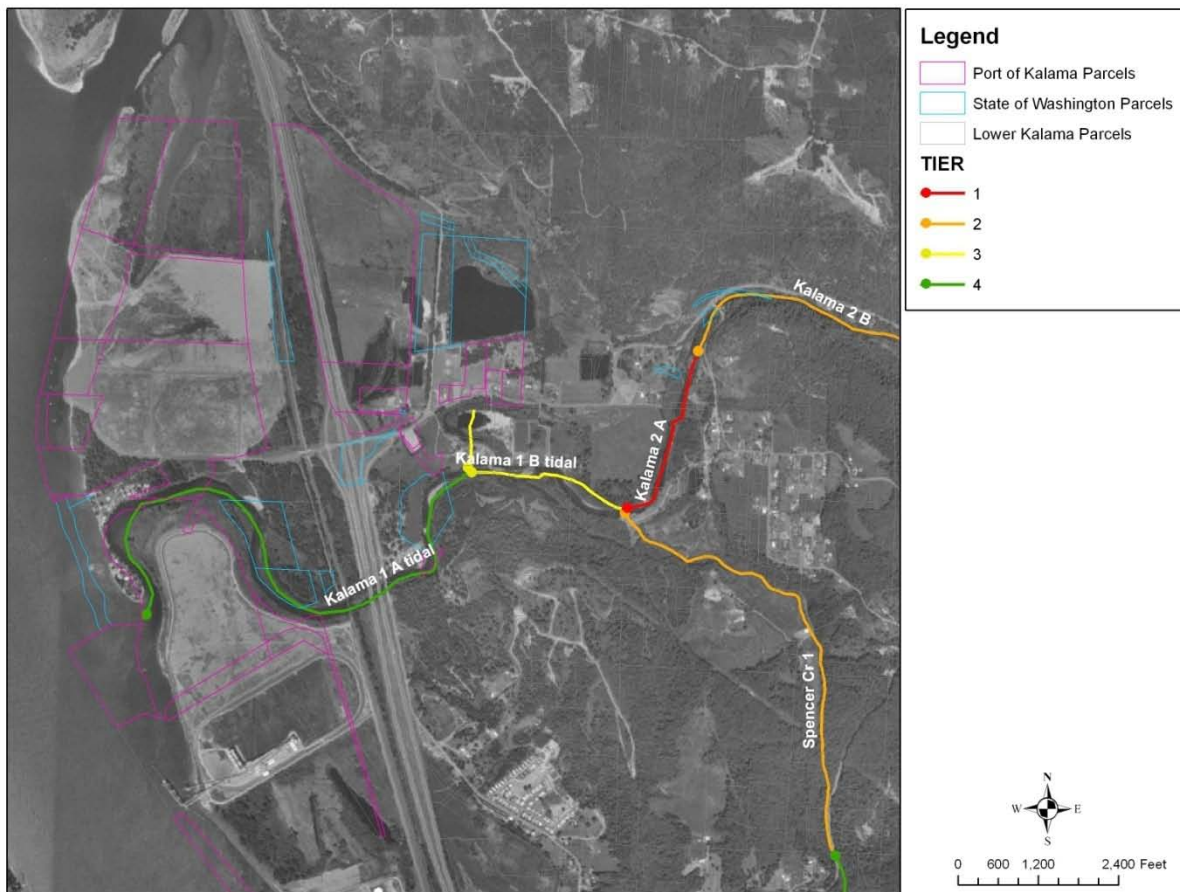 Legend
Port of Kalama Parcels
State of Washington Parcels
Lower Kalama Parcels
TIER
1
2
3
4
Kalama 2 B
Kalama 2 A
Kalama 1 B tidal
Kalama 1 A tidal
Spencer Cr 1
N
W E
S
0 600 1,200 2,400 Feet